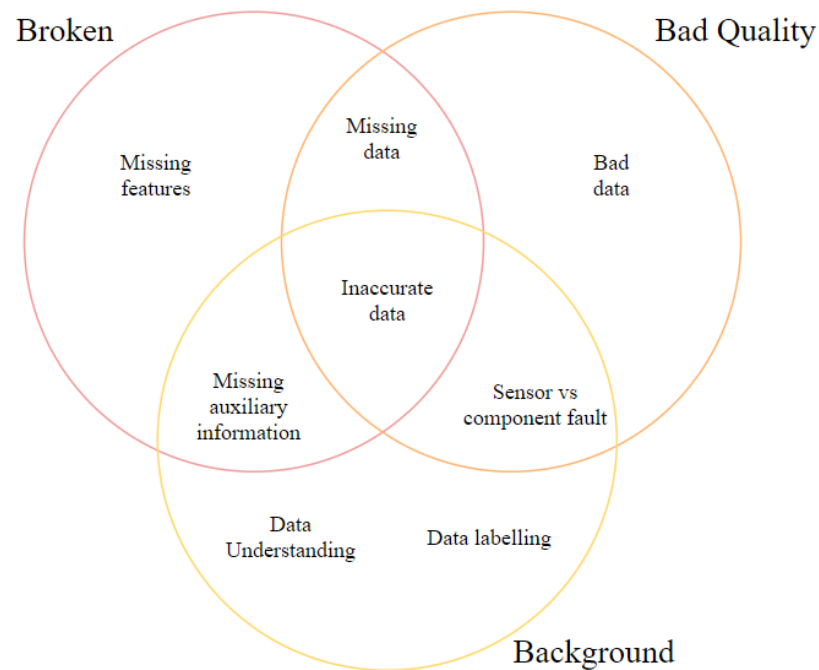 Broken
Bad Quality
Missing
data
Missing
features
Bad
data
Inaccurate
data
Missing
auxiliary
information
Sensor vs
component fault
Data
Understanding
Data labelling
Background